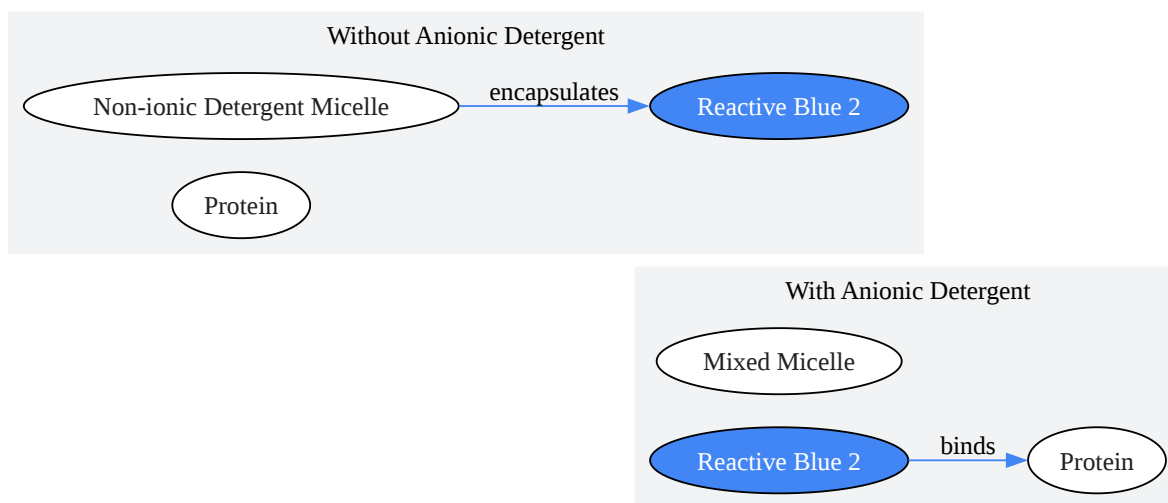 Without Anionic Detergent
Non-ionic Detergent Micelle
encapsulates
Reactive Blue 2
Protein
With Anionic Detergent
Mixed Micelle
Reactive Blue 2
binds
Protein